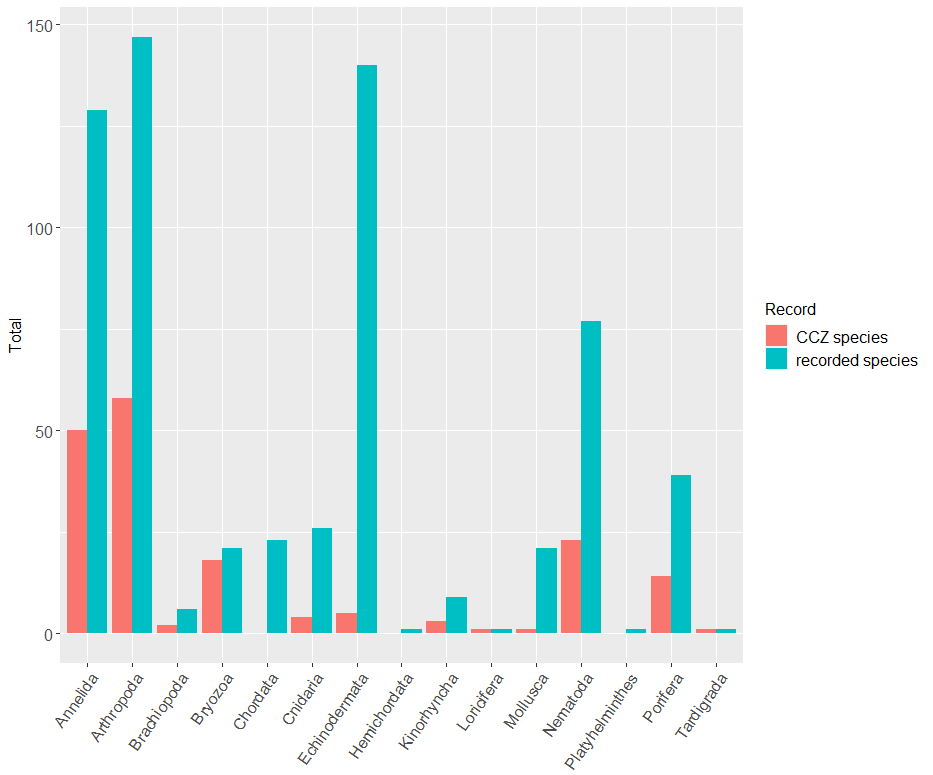 150
100
50
0
Total
Annelida
Arthropoda
Brachiopoda
Bryozoa
Chordata
Cnidaria
Echinodermata
Hemichordata
Kinorhyncha
Loricifera
Mollusca
Nematoda
Platyhelminthes
Porifera
Tardigrada
Record
CCZ species
recorded species